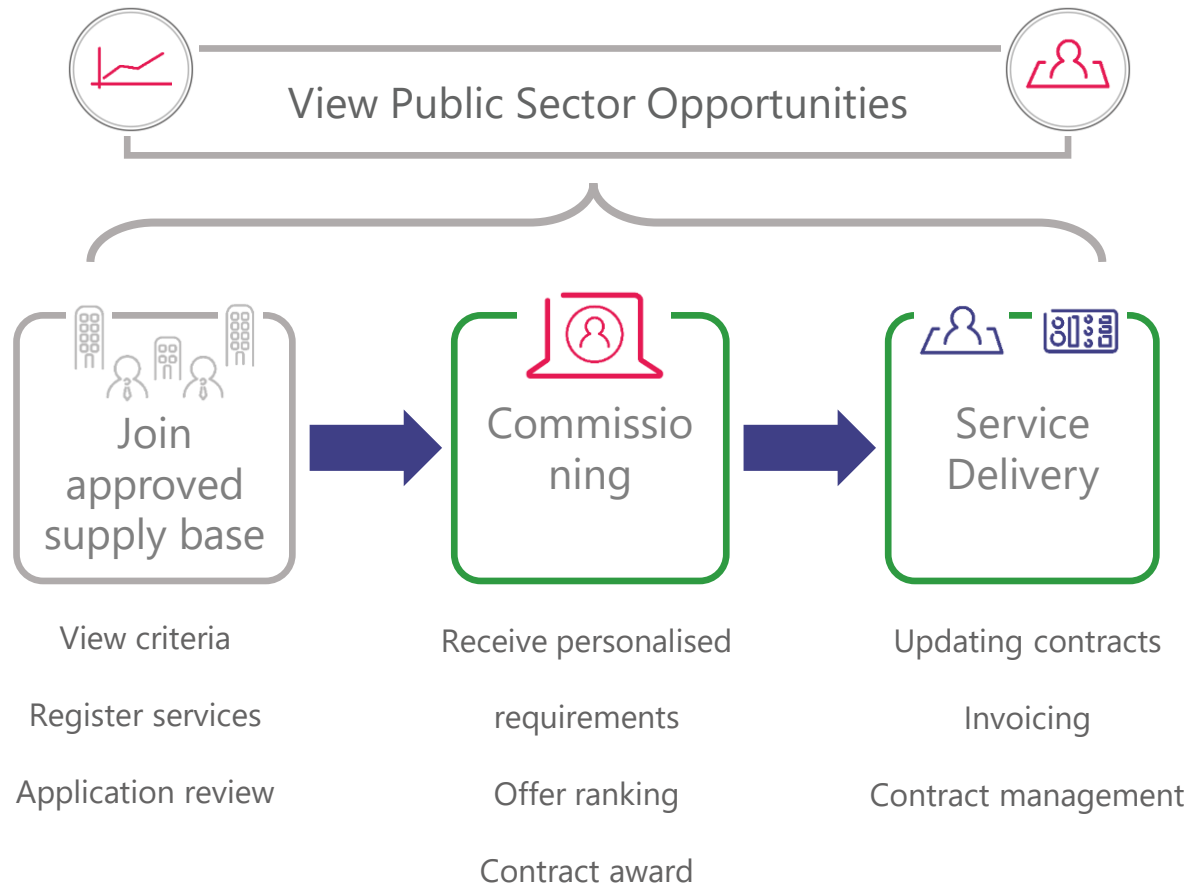 View Public Sector Opportunities
Join
approved
supply base
View criteria
Register services
Application review
Commissio
ning
Receive personalised
requirements
Offer ranking
Contract award
Service
Delivery
Updating contracts
Invoicing
Contract management